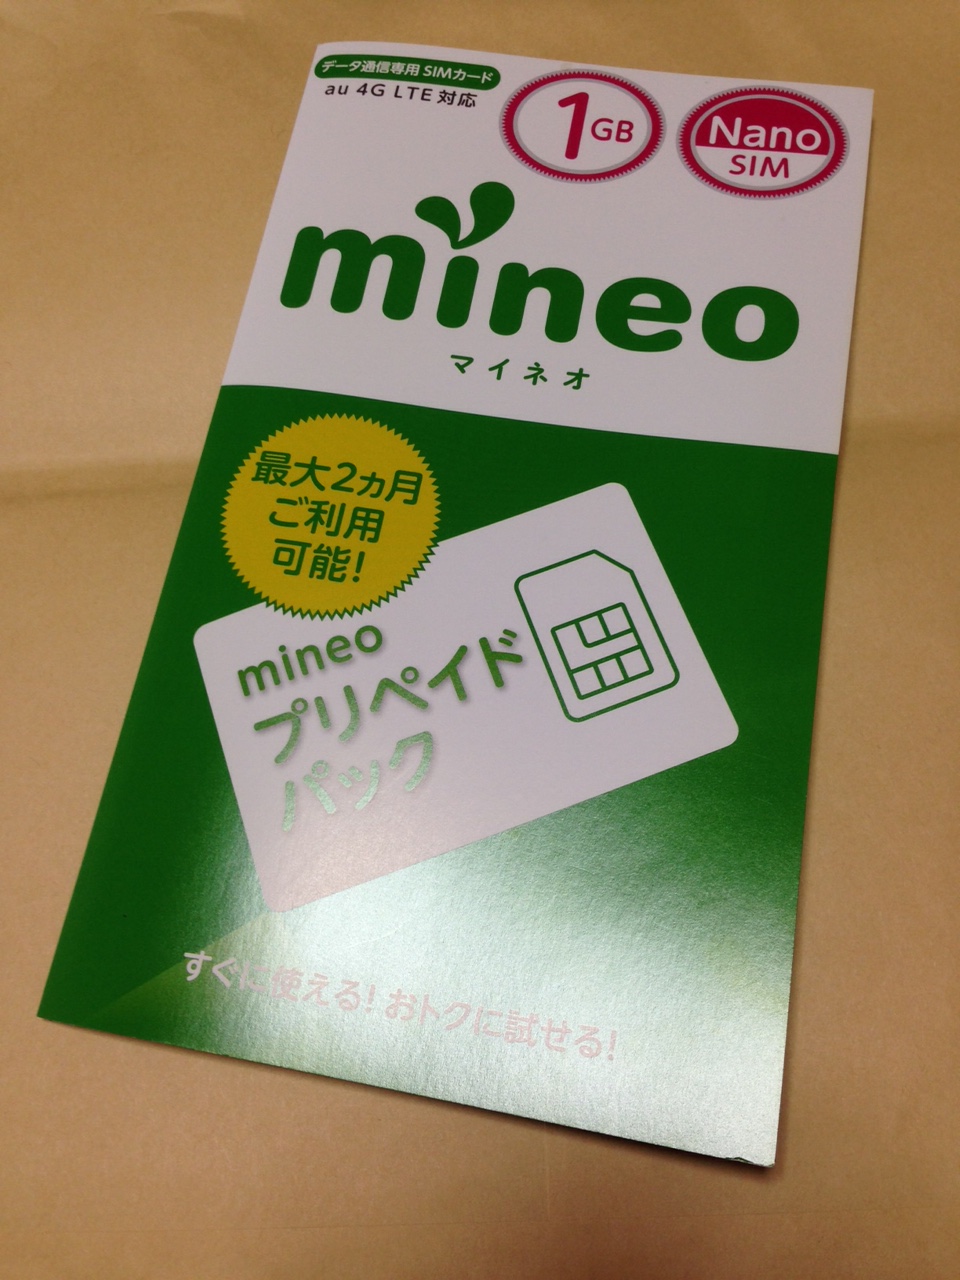 データ通信専用 SIMカード
au 4G LTE 対応
1GB
Nano
SIM
mineo
マイネオ
最大2ヵ月
ご利用
可能!
mineo
プリペイド
パック
すぐに使える! おトクに試せる!